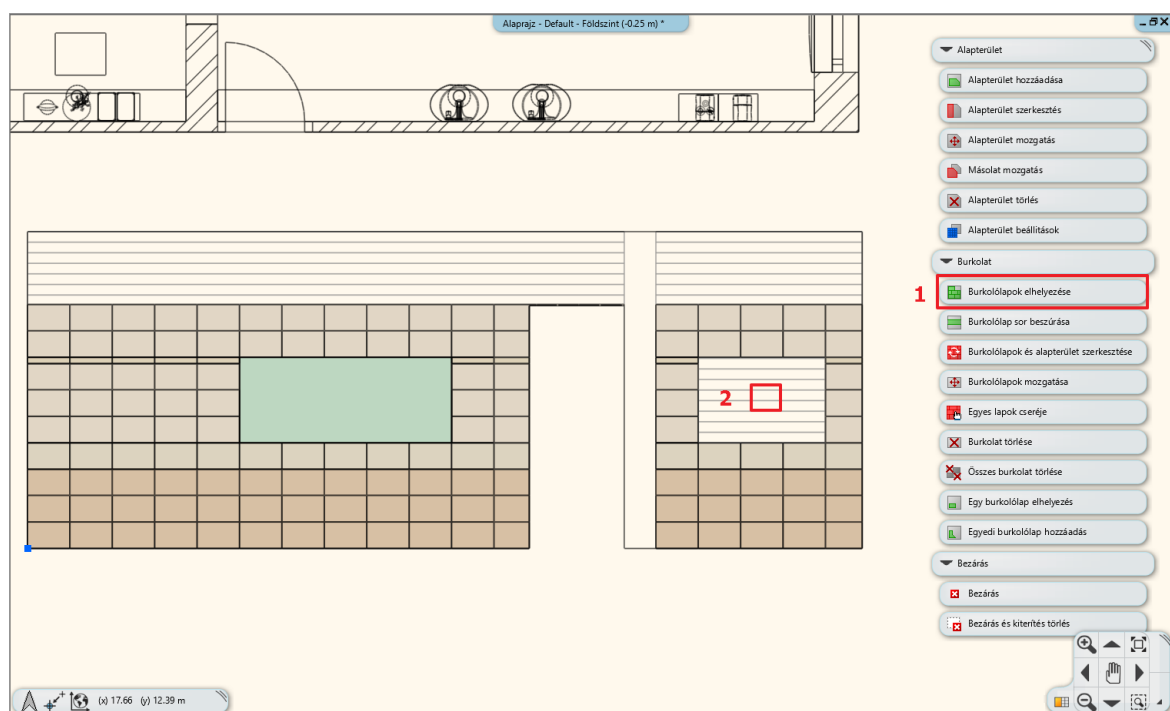 Alaprajz - Default - Földszint (-0.25 m) *
Alapterület
Alapterület hozzáadása
Alapterület szerkesztés
Alapterület mozgatás
Másolat mozgatás
Alapterület törlés
Alapterület beállítások
Burkolat
1 Burkolólapok elhelyezése
Burkolólap sor beszúrása
Burkolólapok és alapterület szerkesztése
Burkolólapok mozgatása
2
Egyes lapok cseréje
Burkolat törlése
Összes burkolat törlése
Egy burkolólap elhelyezés
Egyedi burkolólap hozzáadás
Bezárás
Bezárás
Bezárás és kiterítés törlés
(x) 17.66 (y) 12.39 m